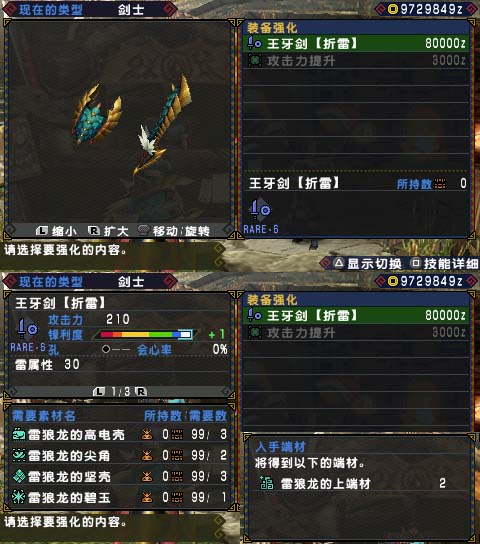 现在的类型 剑士
9729849z
装备强化
王牙剑【折雷】 80000z
攻击力提升 3000z
王牙剑【折雷】 所持数 0
RARE-6
L 缩小 R 扩大 移动/旋转
请选择要强化的内容。
△显示切换 □技能详细
现在的类型 剑士
9729849z
王牙剑【折雷】
攻击力 210
锋利度 +1
RARE-6
孔 ●－－ 会心率 0%
雷属性 30
L 1/3 R
需要素材名 所持数 需要数
雷狼龙的高电壳 0 99/ 3
雷狼龙的尖角 0 99/ 2
雷狼龙的坚壳 0 99/ 3
雷狼龙的碧玉 0 99/ 1
请选择要强化的内容。
装备强化
王牙剑【折雷】 80000z
攻击力提升 3000z
入手端材
将得到以下的端材。
雷狼龙的上端材 2